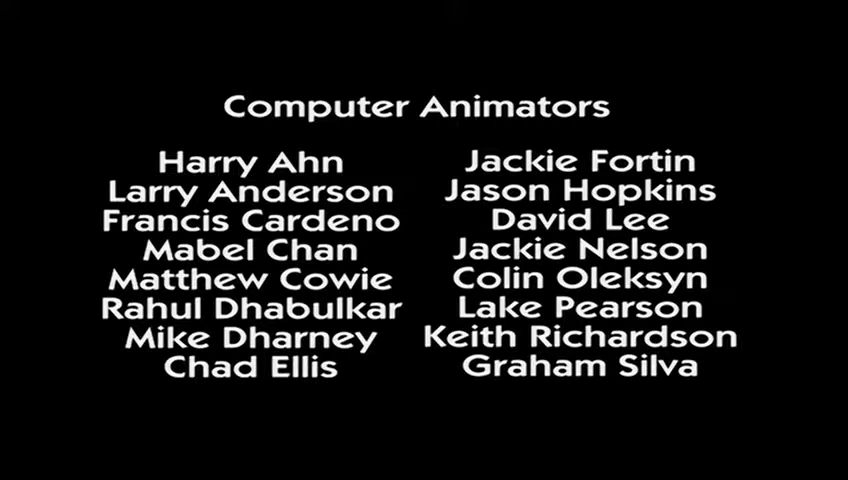 Computer Animators
Harry Ahn
Larry Anderson
Francis Cardeno
Mabel Chan
Matthew Cowie
Rahul Dhabulkar
Mike Dharney
Chad Ellis
Jackie Fortin
Jason Hopkins
David Lee
Jackie Nelson
Colin Oleksyn
Lake Pearson
Keith Richardson
Graham Silva